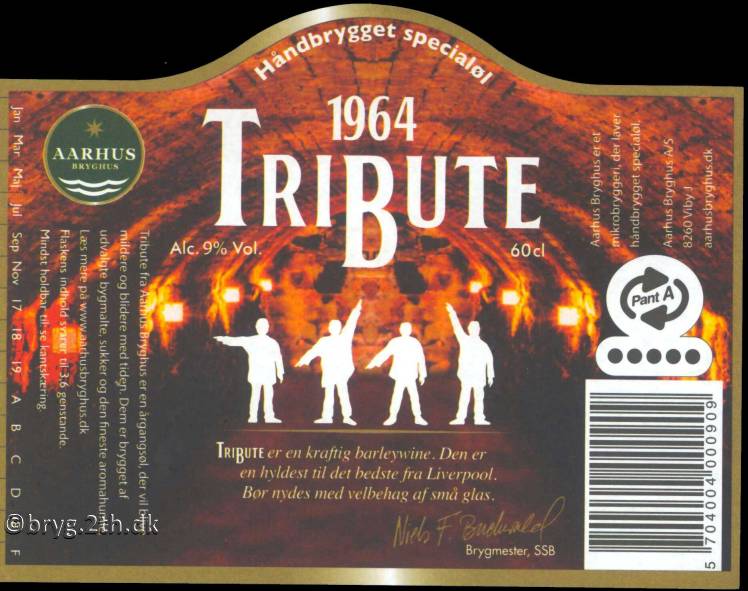 Håndbrygget specialøl
1964
TRIBUTE
Alc. 9% Vol.
60 cl
TRIBUTE er en kraftig barleywine. Den er
en hyldest til det bedste fra Liverpool.
Bør nydes med velbehag af små glas.
Niels F. Buchwald
Brygmester, SSB
AARHUS
BRYGHUS
Tribute fra Aarhus Bryghus er en årgangsøl, der vil b
mildere og blidere med tiden. Dem er brygget af
udvalgte bygmalte, sukker og den fineste aromahumle
Læs mere på www.aarhusbryghus.dk
Flaskens indhold svarer til 3,6 genstande.
Mindst holdbar til se kantskæring
Jan Mar Maj Jul Sep Nov 17 18 19 A B C D F
Aarhus Bryghus er et
mikrobryggeri, der laver
håndbrygget specialøl.
Aarhus Bryghus A/S
8260 Viby J
aarhusbryghus.dk
Pant A
5 704004 000909
©bryg.2th.dk